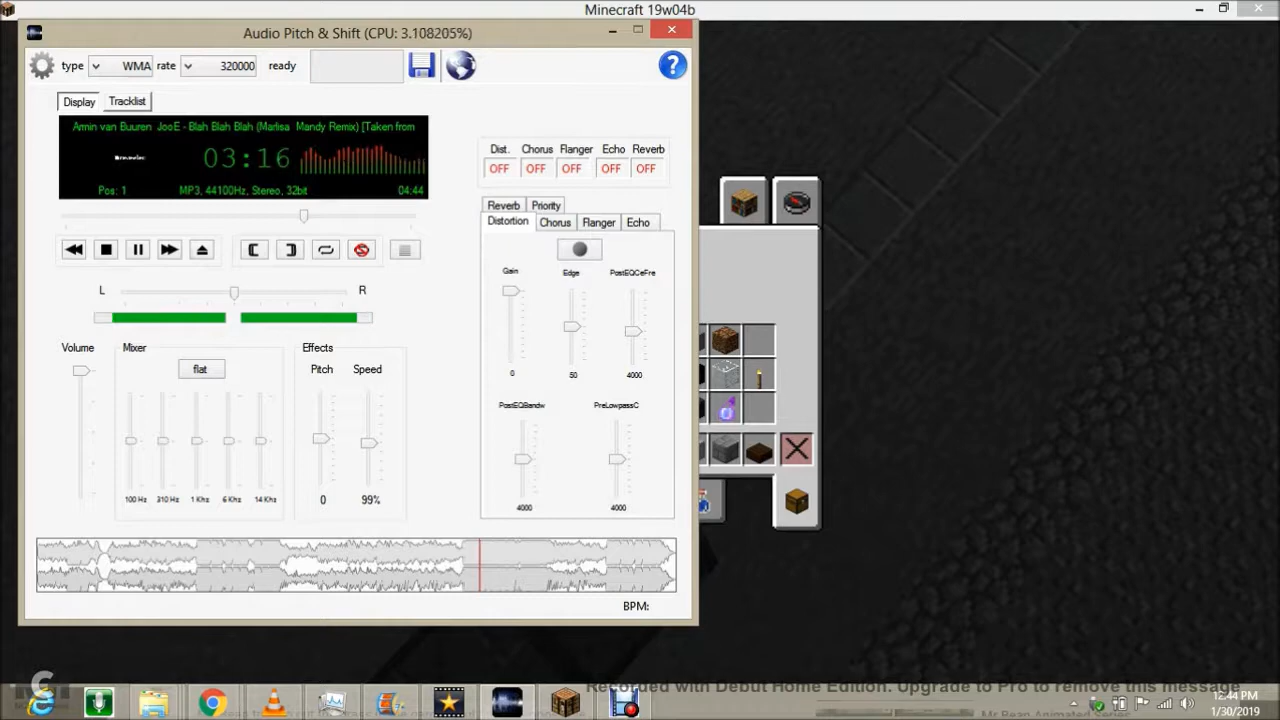 Minecraft 19w04b
Audio Pitch & Shift (CPU: 3.108205%)
type WMA rate 320000 ready
Display Tracklist
Armin van Buuren JocE - Blah Blah Blah (Marlisa Mandy Remix) [Taken from
03:16
Pos: 1 MP3, 44100Hz, Stereo, 32bit 04:44
Dist. Chorus Flanger Echo Reverb
OFF OFF OFF OFF OFF
Reverb Priority
Distortion Chorus Flanger Echo
Gain Edge PostEQCeFre
0 50 4000
PostEQBandw PreLowpassC
4000 4000
L R
Volume Mixer Effects
flat Pitch Speed
100 Hz 310 Hz 1 Khz 6 Khz 14 Khz 0 99%
BPM:
Recorded with Debut Home Edition. Upgrade to Pro to remove this message
12:44 PM
1/30/2019
Mr Bean Animated Series